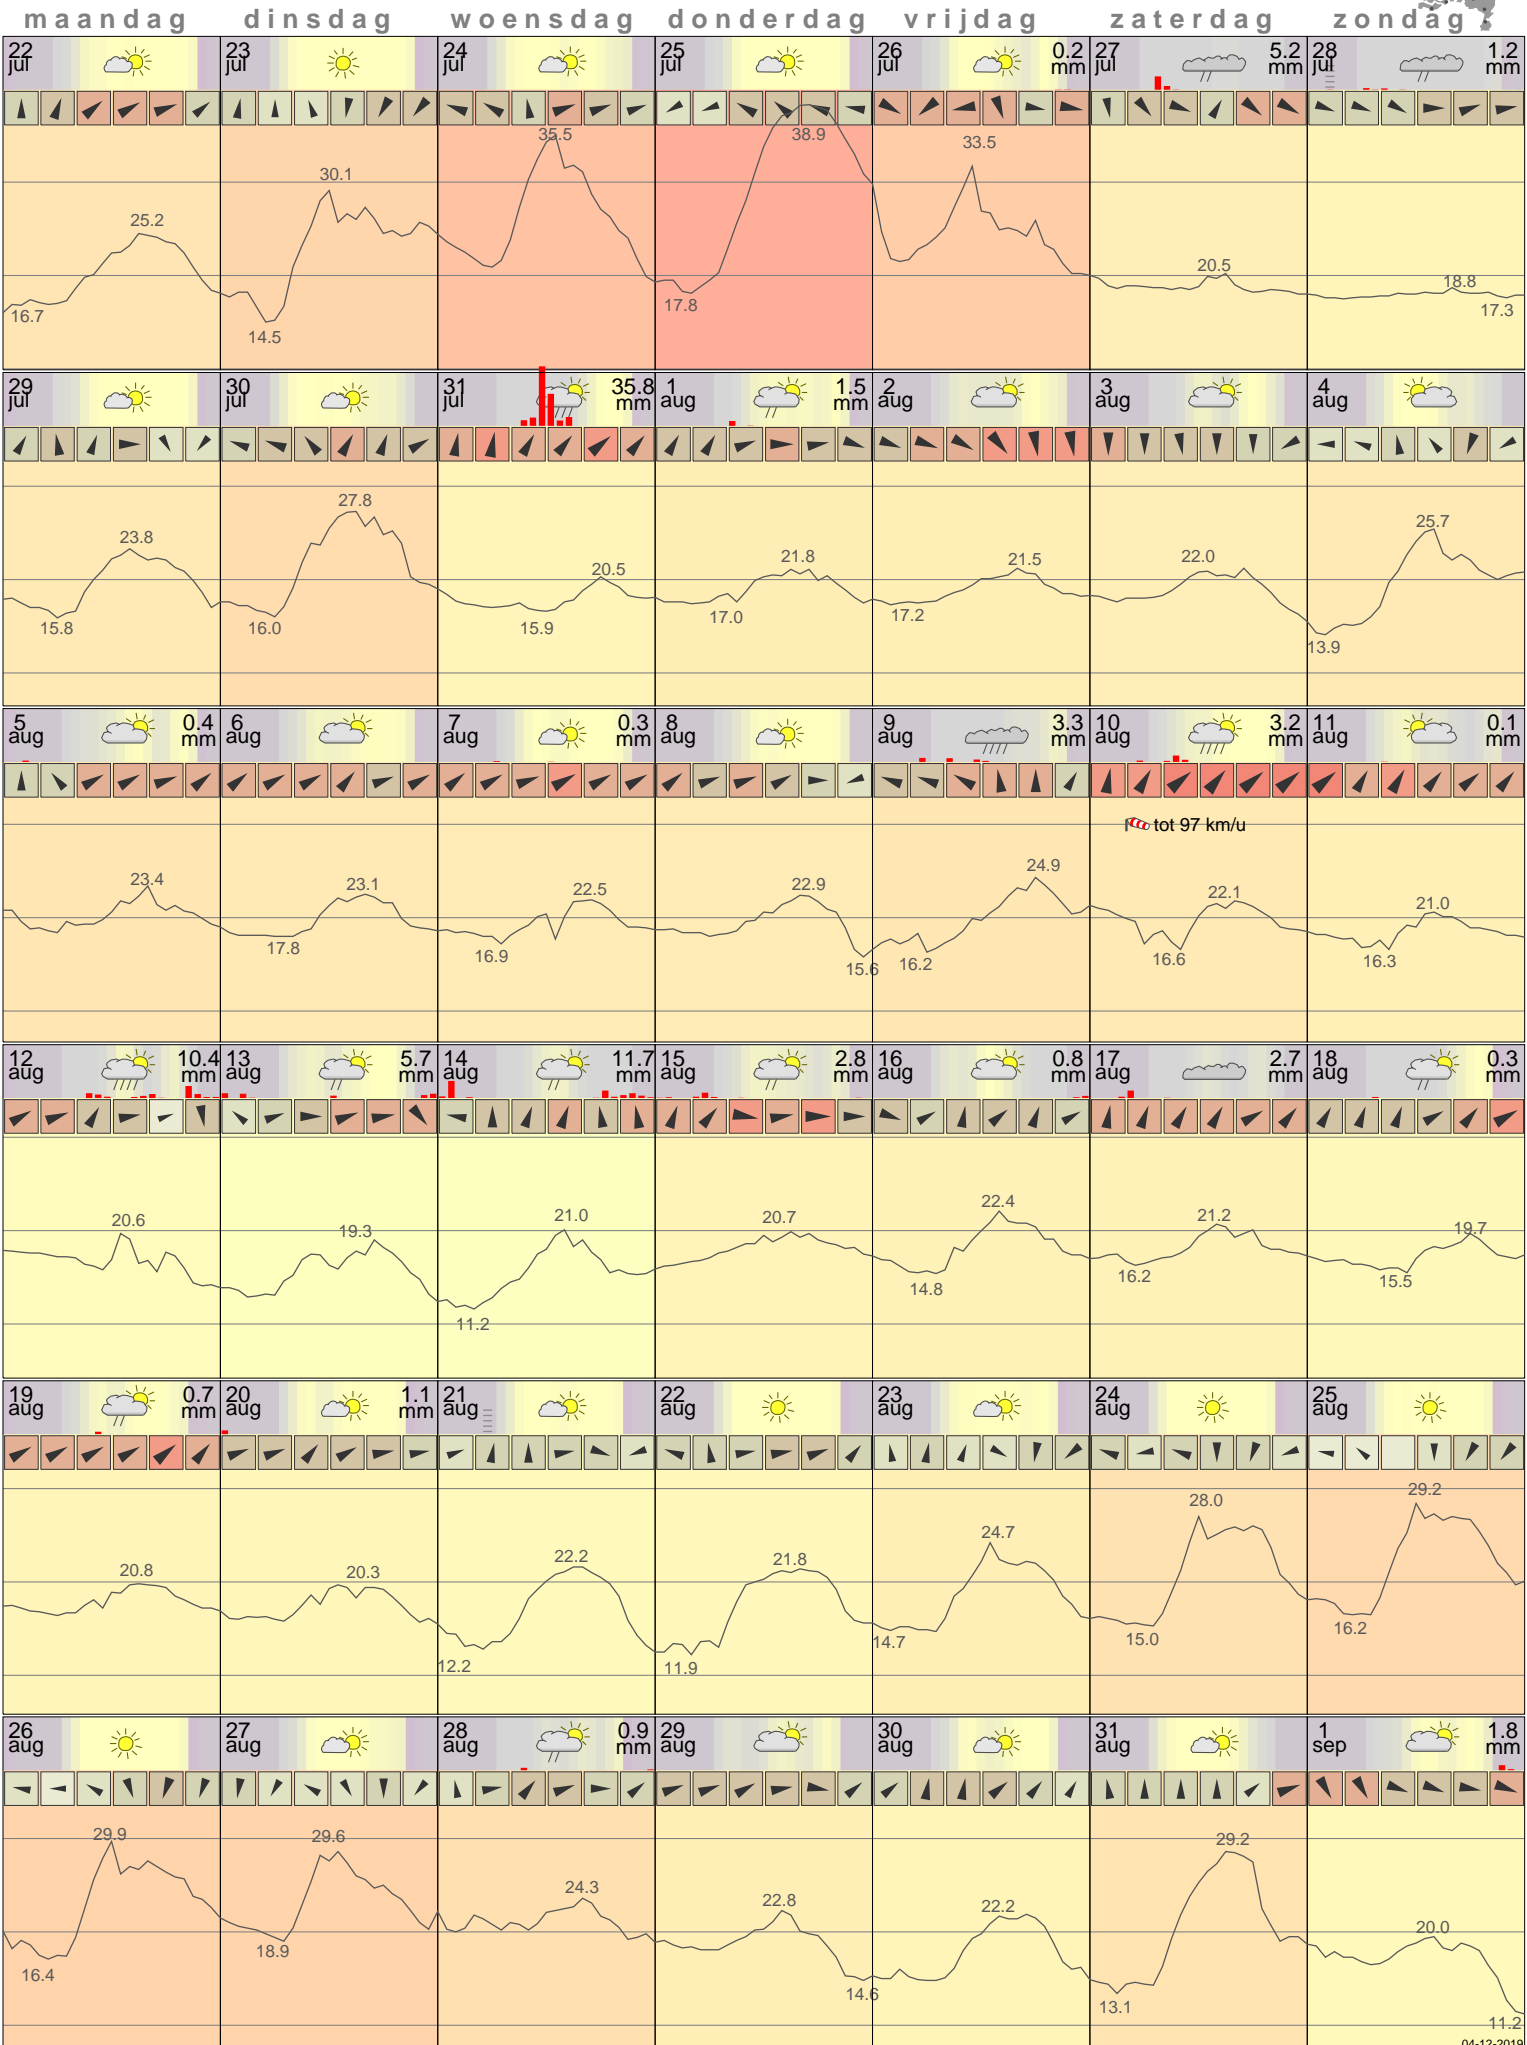 maandag dinsdag woensdag donderdag vrijdag zaterdag zondag
22 23 24 25 26 0.2 27 5.2 28 1.2
jul jul jul jul jul mm jul mm jul mm
35.5 38.9 33.5
30.1
25.2
20.5 18.8
16.7 14.5 17.8 17.3
29 30 31 35.8 1 1.5 2 3 4
jul jul jul mm aug mm aug aug aug
27.8 25.7
23.8 20.5 21.8 21.5 22.0
15.8 16.0 15.9 17.0 17.2 13.9
5 0.4 6 7 0.3 8 9 3.3 10 3.2 11 0.1
aug mm aug aug mm aug aug mm aug mm aug mm
tot 97 km/u
23.4 23.1 22.5 22.9 24.9 22.1 21.0
17.8 16.9 15.6 16.2 16.6 16.3
12 10.4 13 5.7 14 11.7 15 2.8 16 0.8 17 2.7 18 0.3
aug mm aug mm aug mm aug mm aug mm aug mm aug mm
20.6 19.3 21.0 20.7 22.4 21.2 19.7
11.2 14.8 16.2 15.5
19 0.7 20 1.1 21 22 23 24 25
aug mm aug mm aug aug aug aug aug
28.0 29.2
20.8 20.3 22.2 21.8 24.7
12.2 11.9 14.7 15.0 16.2
26 27 28 0.9 29 30 31 1 1.8
aug aug aug mm aug aug aug sep mm
29.9 29.6 24.3 22.8 22.2 29.2 20.0
16.4 18.9 14.6 13.1 11.2
04-12-2019